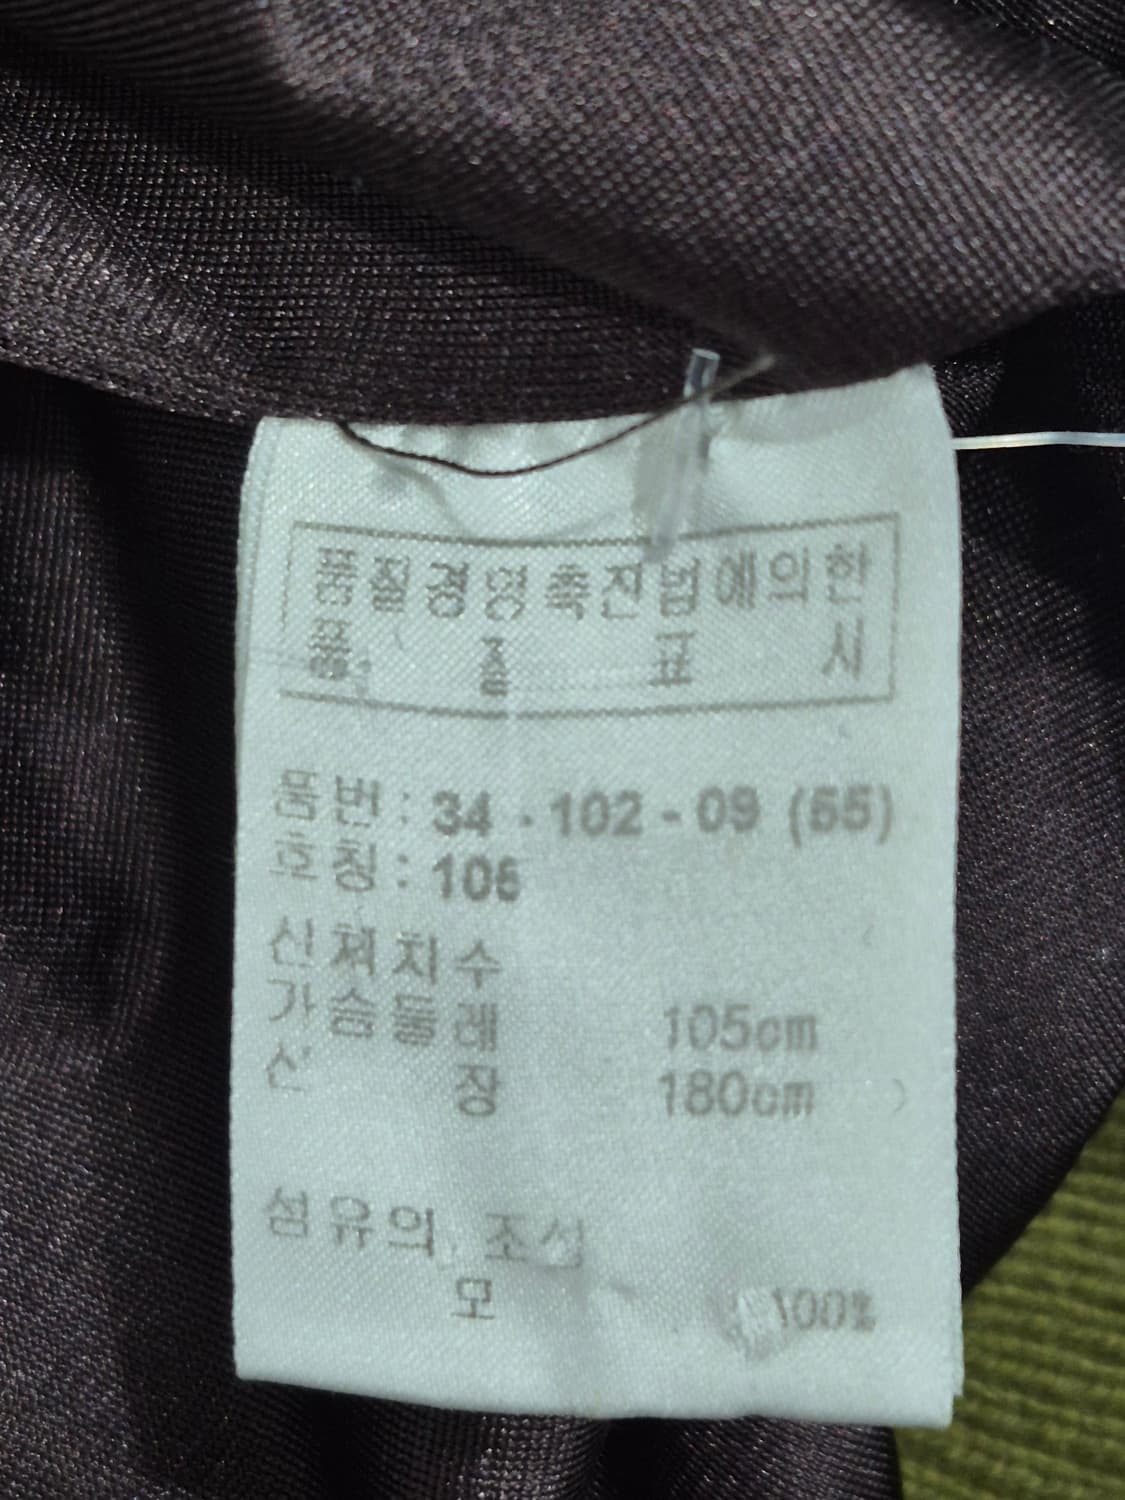 품질경영촉진법에의한
품 질 표 시
품번 : 34 - 102 - 09 (55)
호칭 : 105
신체치수
가슴둘레 105cm
신 장 180cm
섬유의 조성
모 100%